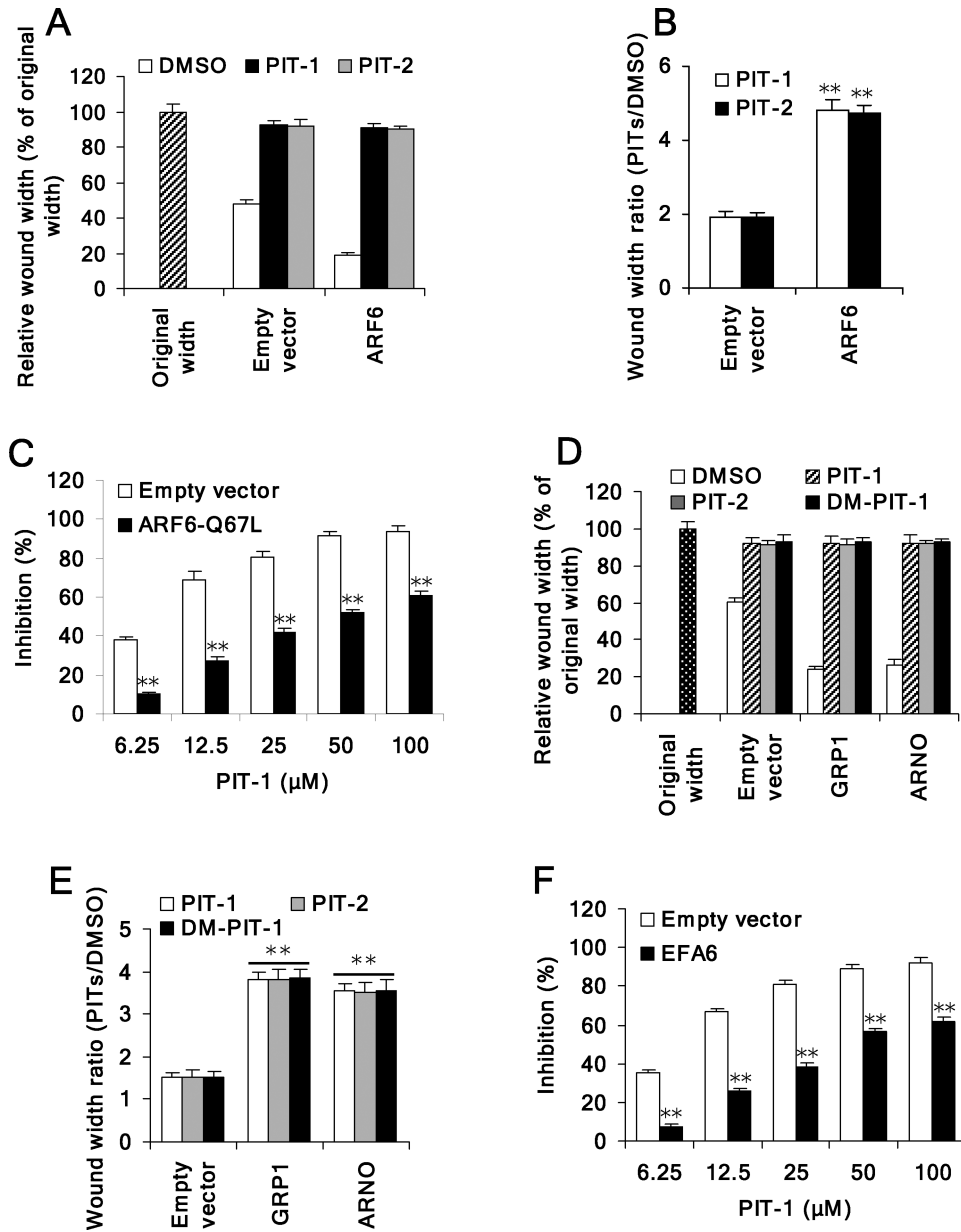 A
Relative wound width (% of original width)
DMSO PIT-1 PIT-2
120
100
80
60
40
20
0
Original width
Empty vector
ARF6
B
Wound width ratio (PITs/DMSO)
PIT-1
PIT-2
6
4
2
0
** **
Empty vector
ARF6
C
Inhibition (%)
Empty vector
ARF6-Q67L
120
100
80
60
40
20
0
** ** ** ** **
6.25 12.5 25 50 100
PIT-1 (µM)
D
Relative wound width (% of original width)
DMSO PIT-1
PIT-2 DM-PIT-1
120
100
80
60
40
20
0
Original width
Empty vector
GRP1
ARNO
E
Wound width ratio (PITs/DMSO)
PIT-1 PIT-2
DM-PIT-1
5
4
3
2
1
0
** **
Empty vector
GRP1
ARNO
F
Inhibition (%)
Empty vector
EFA6
120
100
80
60
40
20
0
** ** ** ** **
6.25 12.5 25 50 100
PIT-1 (µM)